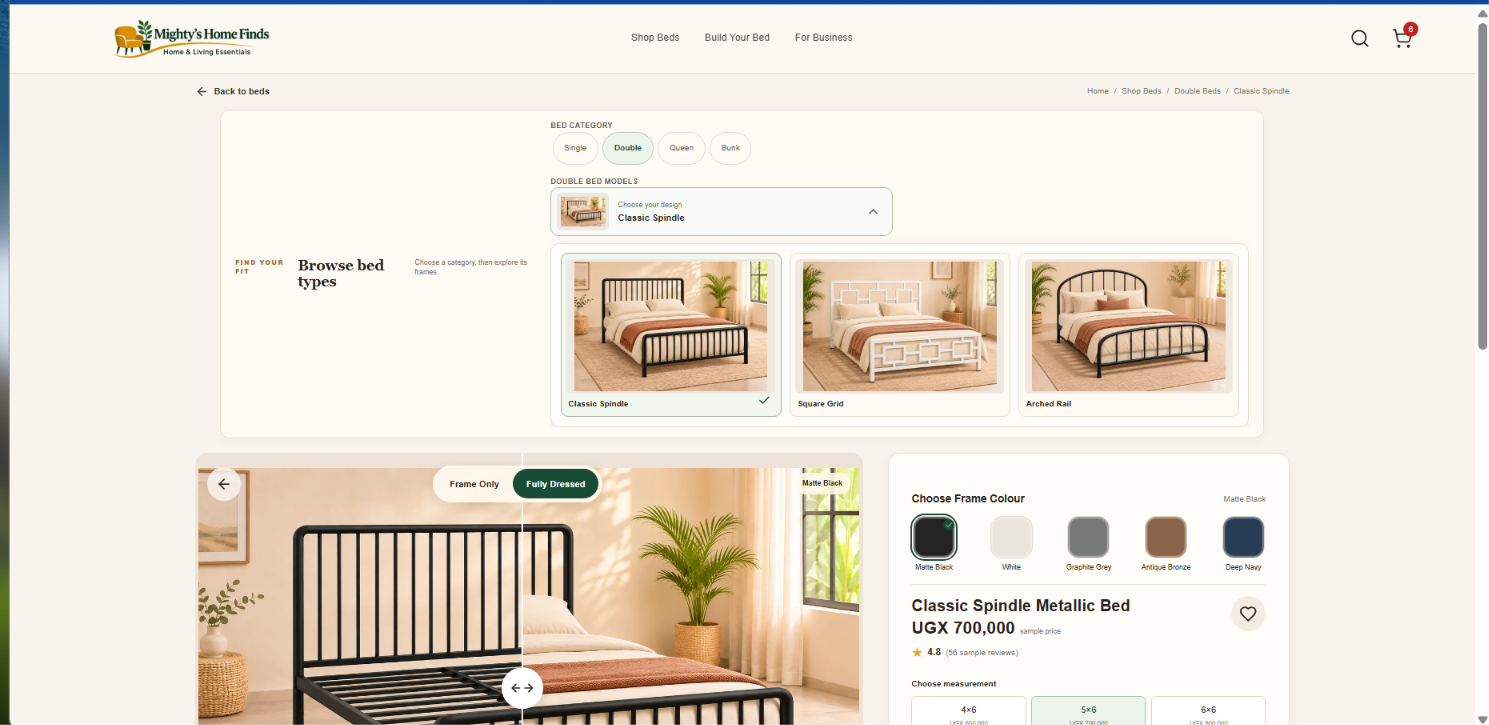 Mighty's Home Finds
Home & Living Essentials
Shop Beds
Build Your Bed
For Business
6
Back to beds
Home / Shop Beds / Double Beds / Classic Spindle
BED CATEGORY
Single
Double
Queen
Bunk
DOUBLE BED MODELS
Choose your design
Classic Spindle
FIND YOUR
FIT
Browse bed
types
Choose a category, then explore its
frames.
Classic Spindle
Square Grid
Arched Rail
Frame Only
Fully Dressed
Matte Black
Choose Frame Colour
Matte Black
Matte Black
White
Graphite Grey
Antique Bronze
Deep Navy
Classic Spindle Metallic Bed
UGX 700,000 sample price
4.8 (56 sample reviews)
Choose measurement
4×6
5×6
6×6
UGX 700,000